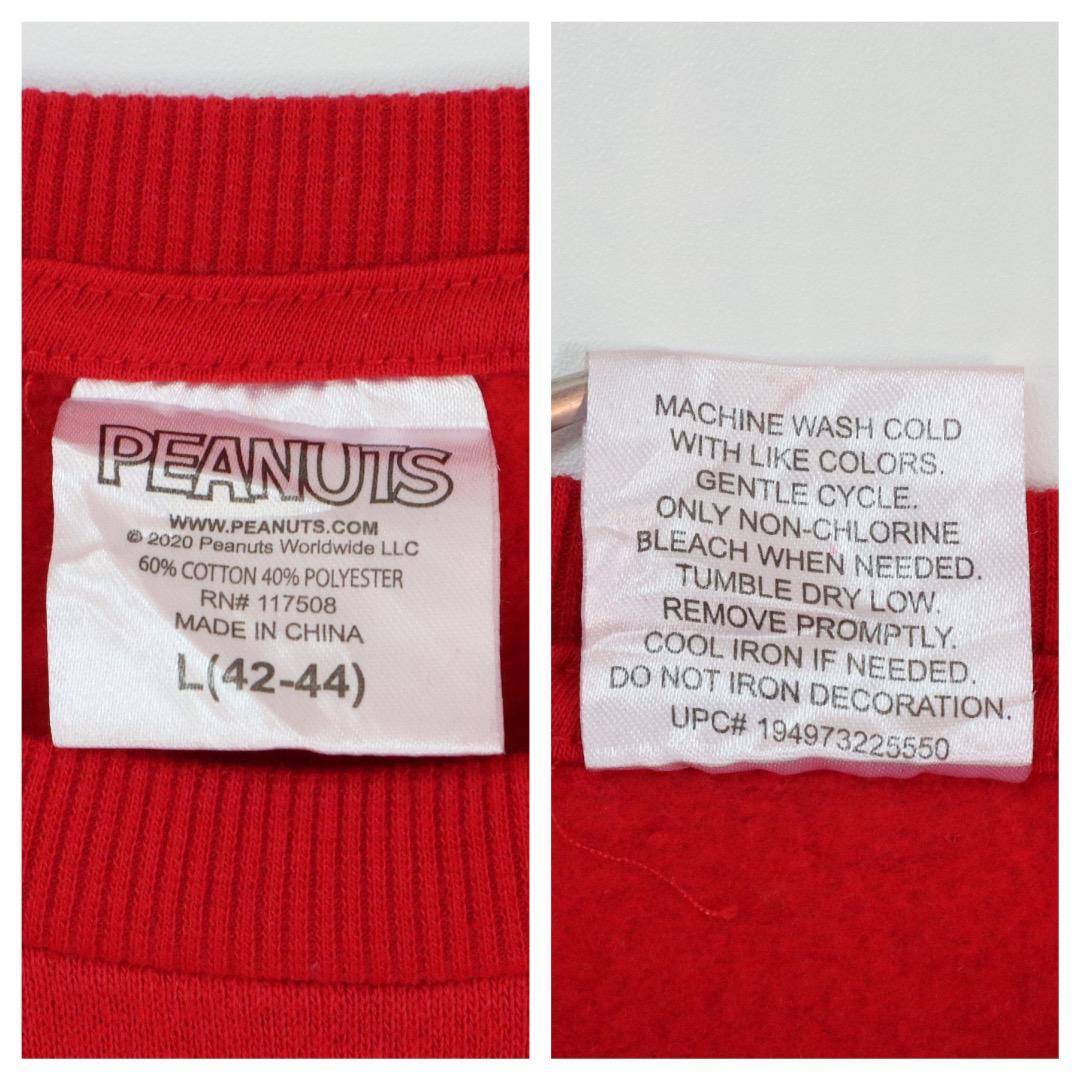 PEANUTS
WWW.PEANUTS.COM
© 2020 Peanuts Worldwide LLC
60% COTTON 40% POLYESTER
RN# 117508
MADE IN CHINA
L(42-44)
MACHINE WASH COLD
WITH LIKE COLORS.
GENTLE CYCLE.
ONLY NON-CHLORINE
BLEACH WHEN NEEDED.
TUMBLE DRY LOW.
REMOVE PROMPTLY.
COOL IRON IF NEEDED.
DO NOT IRON DECORATION.
UPC# 194973225550